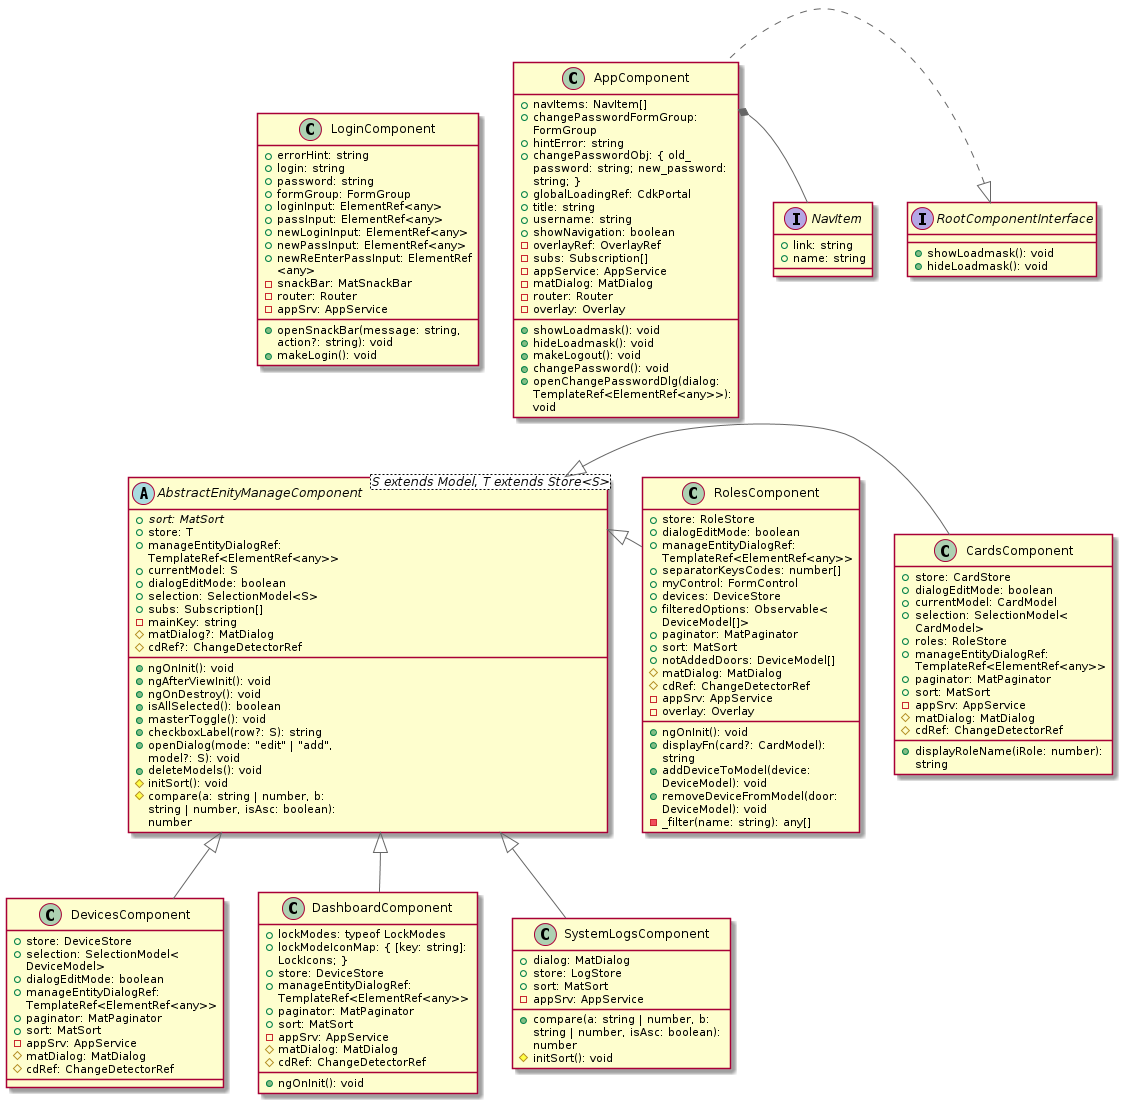 C AppComponent
navItems: NavItem[]
changePasswordFormGroup:
FormGroup
hintError: string
changePasswordObj: { old_
password: string; new_password:
string; }
globalLoadingRef: CdkPortal
title: string
username: string
showNavigation: boolean
overlayRef: OverlayRef
subs: Subscription[]
appService: AppService
matDialog: MatDialog
router: Router
overlay: Overlay
showLoadmask(): void
hideLoadmask(): void
makeLogout(): void
changePassword(): void
openChangePasswordDlg(dialog:
TemplateRef<ElementRef<any>>):
void
C LoginComponent
errorHint: string
login: string
password: string
formGroup: FormGroup
loginInput: ElementRef<any>
passInput: ElementRef<any>
newLoginInput: ElementRef<any>
newPassInput: ElementRef<any>
newReEnterPassInput: ElementRef
<any>
snackBar: MatSnackBar
router: Router
appSrv: AppService
openSnackBar(message: string,
action?: string): void
makeLogin(): void
I NavItem
link: string
name: string
I RootComponentInterface
showLoadmask(): void
hideLoadmask(): void
A AbstractEnityManageComponent
S extends Model, T extends Store<S>
sort: MatSort
store: T
manageEntityDialogRef:
TemplateRef<ElementRef<any>>
currentModel: S
dialogEditMode: boolean
selection: SelectionModel<S>
subs: Subscription[]
mainKey: string
matDialog?: MatDialog
cdRef?: ChangeDetectorRef
ngOnInit(): void
ngAfterViewInit(): void
ngOnDestroy(): void
isAllSelected(): boolean
masterToggle(): void
checkboxLabel(row?: S): string
openDialog(mode: "edit" | "add",
model?: S): void
deleteModels(): void
initSort(): void
compare(a: string | number, b:
string | number, isAsc: boolean):
number
C RolesComponent
store: RoleStore
dialogEditMode: boolean
manageEntityDialogRef:
TemplateRef<ElementRef<any>>
separatorKeysCodes: number[]
myControl: FormControl
devices: DeviceStore
filteredOptions: Observable<
DeviceModel[]>
paginator: MatPaginator
sort: MatSort
notAddedDoors: DeviceModel[]
matDialog: MatDialog
cdRef: ChangeDetectorRef
appSrv: AppService
overlay: Overlay
ngOnInit(): void
displayFn(card?: CardModel):
string
addDeviceToModel(device:
DeviceModel): void
removeDeviceFromModel(door:
DeviceModel): void
_filter(name: string): any[]
C CardsComponent
store: CardStore
dialogEditMode: boolean
currentModel: CardModel
selection: SelectionModel<
CardModel>
roles: RoleStore
manageEntityDialogRef:
TemplateRef<ElementRef<any>>
paginator: MatPaginator
sort: MatSort
appSrv: AppService
matDialog: MatDialog
cdRef: ChangeDetectorRef
displayRoleName(iRole: number):
string
C DevicesComponent
store: DeviceStore
selection: SelectionModel<
DeviceModel>
dialogEditMode: boolean
manageEntityDialogRef:
TemplateRef<ElementRef<any>>
paginator: MatPaginator
sort: MatSort
appSrv: AppService
matDialog: MatDialog
cdRef: ChangeDetectorRef
C DashboardComponent
lockModes: typeof LockModes
lockModeIconMap: { [key: string]:
LockIcons; }
store: DeviceStore
manageEntityDialogRef:
TemplateRef<ElementRef<any>>
paginator: MatPaginator
sort: MatSort
appSrv: AppService
matDialog: MatDialog
cdRef: ChangeDetectorRef
ngOnInit(): void
C SystemLogsComponent
dialog: MatDialog
store: LogStore
sort: MatSort
appSrv: AppService
compare(a: string | number, b:
string | number, isAsc: boolean):
number
initSort(): void